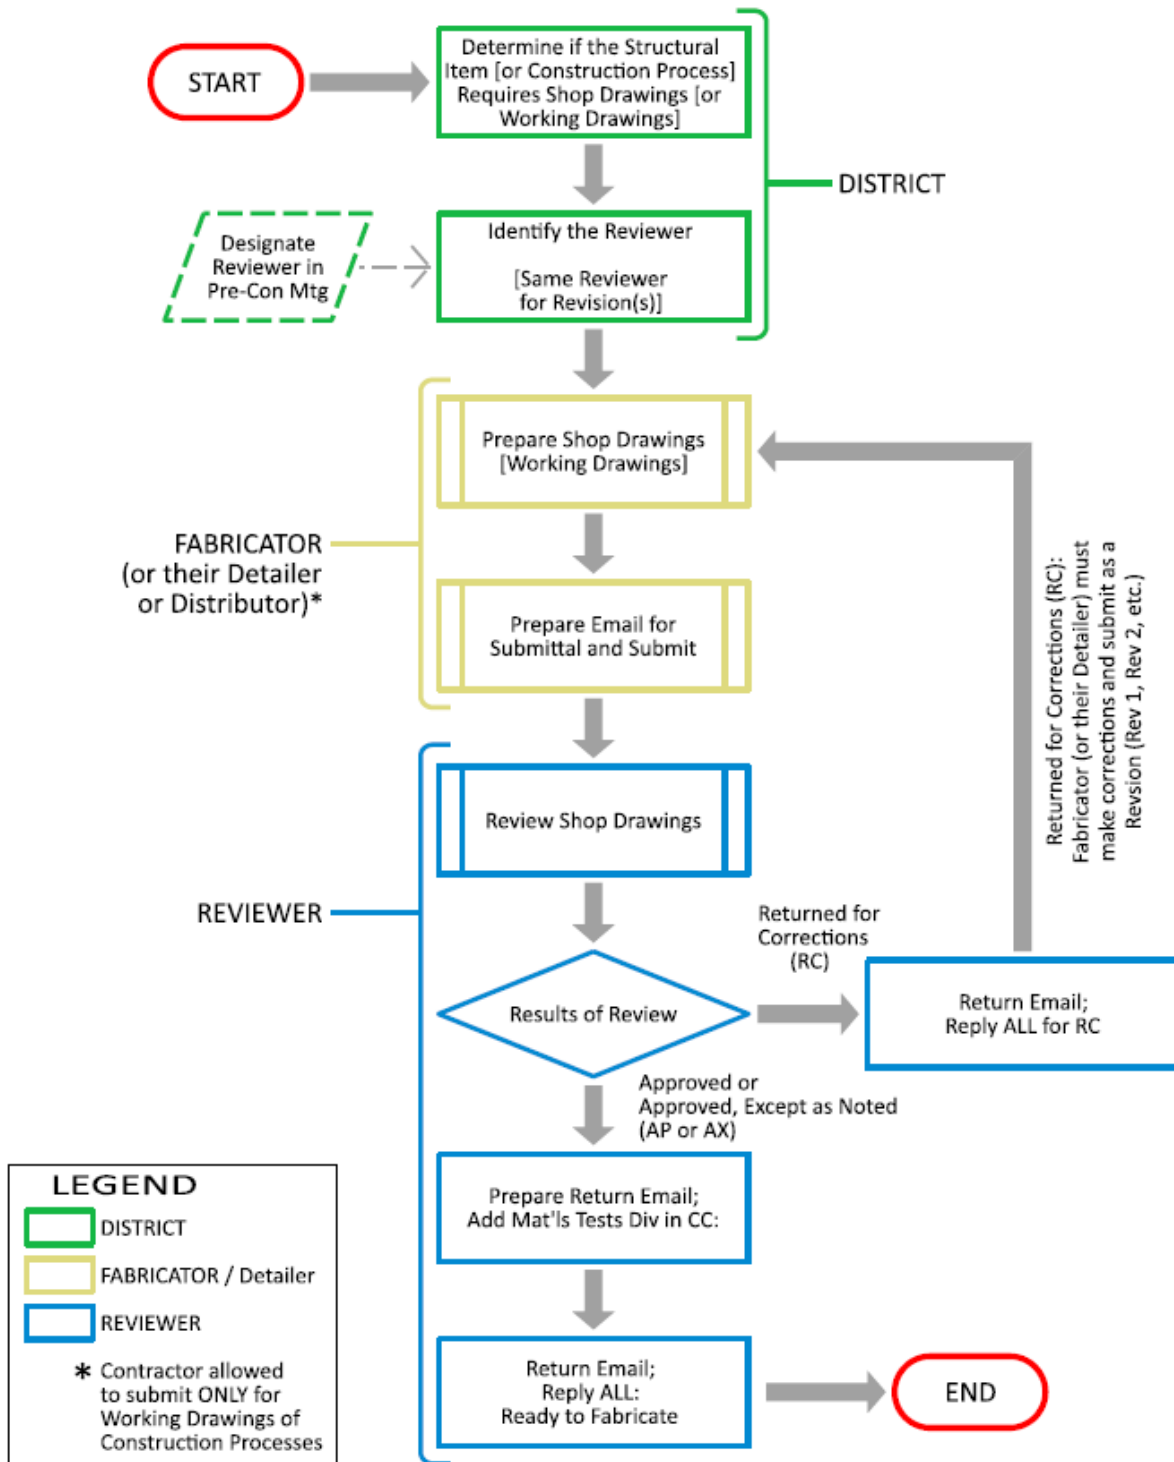 START
Determine if the Structural
Item [or Construction Process]
Requires Shop Drawings [or
Working Drawings]
DISTRICT
Designate
Reviewer in
Pre-Con Mtg
Identify the Reviewer
[Same Reviewer
for Revision(s)]
Prepare Shop Drawings
[Working Drawings]
FABRICATOR
(or their Detailer
or Distributor)*
Prepare Email for
Submittal and Submit
Returned for Corrections (RC):
Fabricator (or their Detailer) must
make corrections and submit as a
Revsion (Rev 1, Rev 2, etc.)
Review Shop Drawings
REVIEWER
Returned for
Corrections
(RC)
Results of Review
Return Email;
Reply ALL for RC
Approved or
Approved, Except as Noted
(AP or AX)
Prepare Return Email;
Add Mat'ls Tests Div in CC:
Return Email;
Reply ALL:
Ready to Fabricate
END
LEGEND
DISTRICT
FABRICATOR / Detailer
REVIEWER
* Contractor allowed
to submit ONLY for
Working Drawings of
Construction Processes